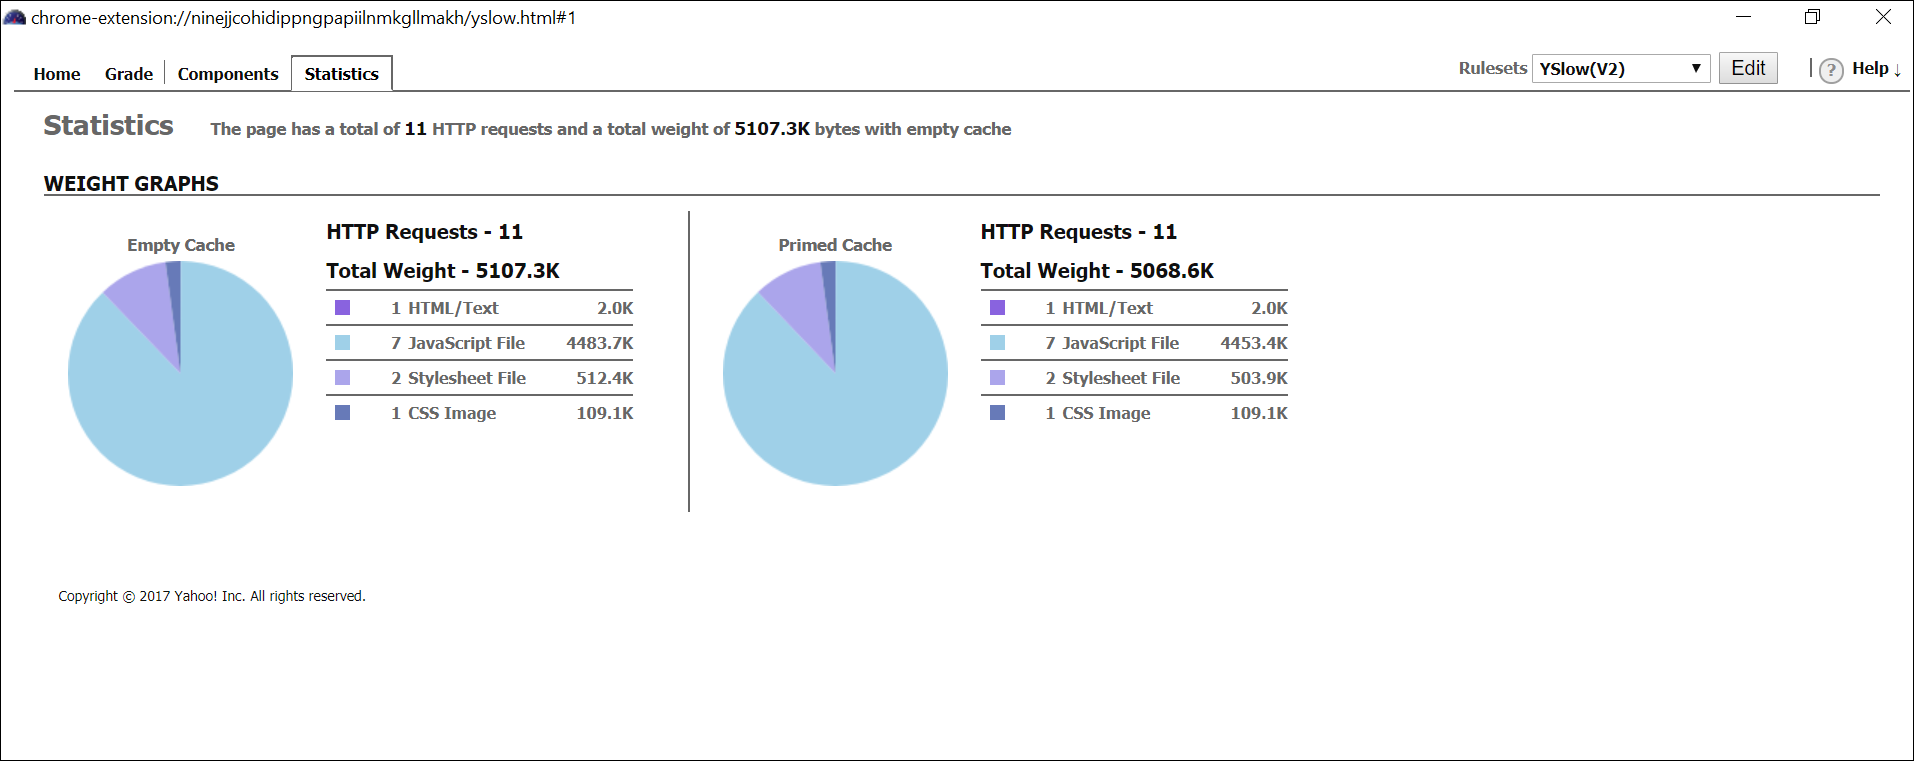 chrome-extension://ninejjcohidippngpapiilnmkgllmakh/yslow.html#1
Home Grade Components Statistics Rulesets YSlow(V2) ▼ Edit ? Help ↓
Statistics The page has a total of 11 HTTP requests and a total weight of 5107.3K bytes with empty cache
WEIGHT GRAPHS
Empty Cache
HTTP Requests - 11
Total Weight - 5107.3K
1 HTML/Text 2.0K
7 JavaScript File 4483.7K
2 Stylesheet File 512.4K
1 CSS Image 109.1K
Primed Cache
HTTP Requests - 11
Total Weight - 5068.6K
1 HTML/Text 2.0K
7 JavaScript File 4453.4K
2 Stylesheet File 503.9K
1 CSS Image 109.1K
Copyright © 2017 Yahoo! Inc. All rights reserved.